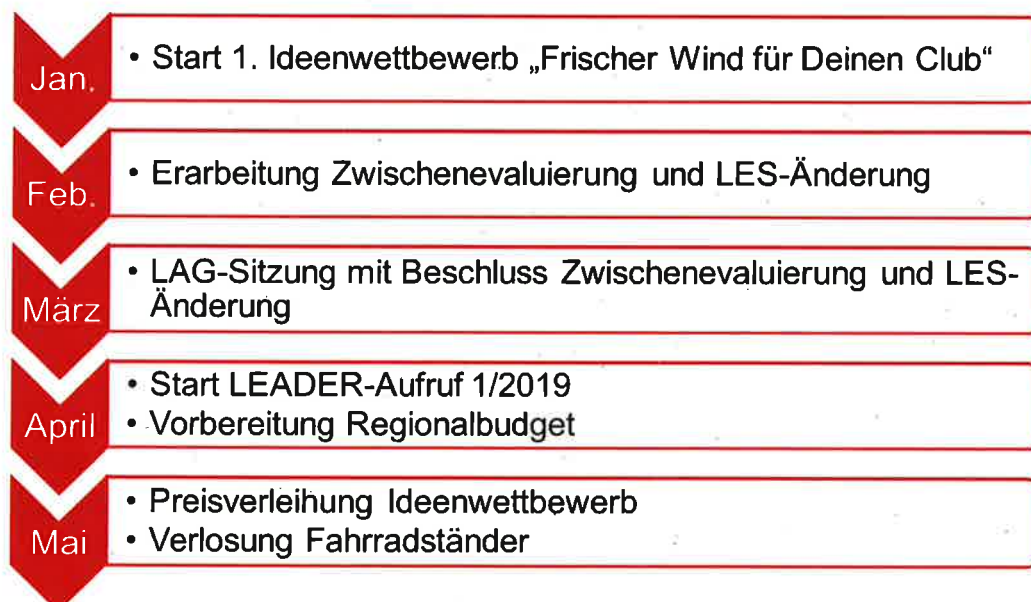 Jan.
• Start 1. Ideenwettbewerb „Frischer Wind für Deinen Club“
Feb.
• Erarbeitung Zwischenevaluierung und LES-Änderung
März
• LAG-Sitzung mit Beschluss Zwischenevaluierung und LES-
Änderung
April
• Start LEADER-Aufruf 1/2019
• Vorbereitung Regionalbudget
Mai
• Preisverleihung Ideenwettbewerb
• Verlosung Fahrradständer